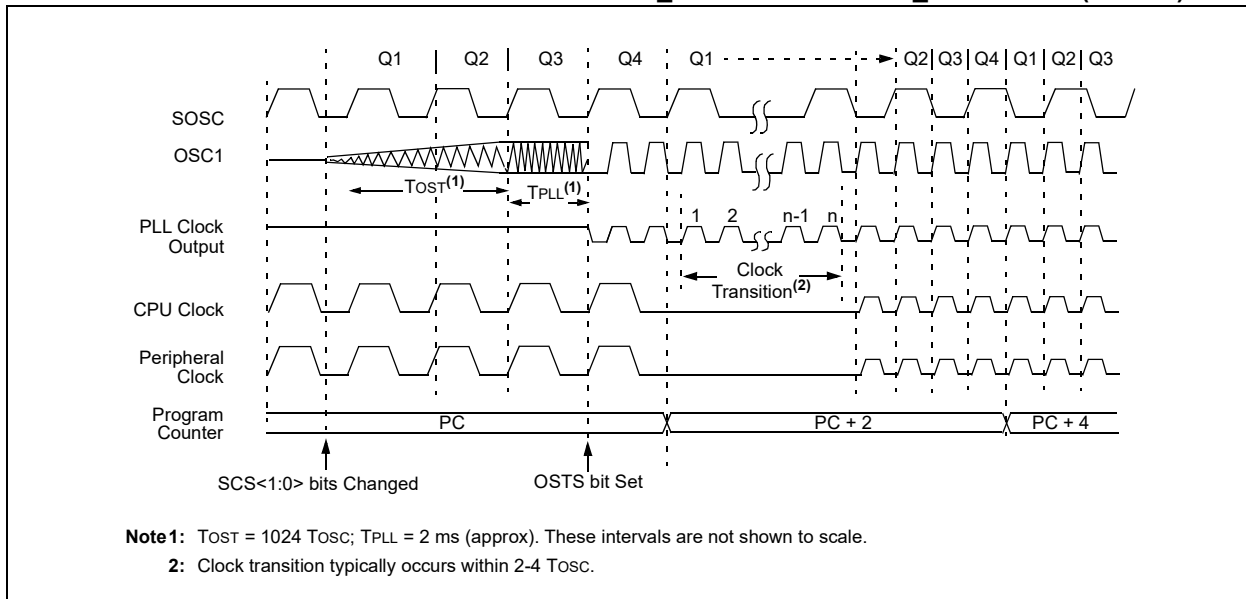 Q1 Q2 Q3 Q4 Q1 Q2 Q3 Q4 Q1 Q2 Q3
SOSC
OSC1
TOST(1)
TPLL(1)
1 2 n-1 n
PLL Clock
Output
Clock
Transition(2)
CPU Clock
Peripheral
Clock
Program
Counter
PC PC + 2 PC + 4
SCS<1:0> bits Changed OSTS bit Set
Note 1: TOST = 1024 TOSC; TPLL = 2 ms (approx). These intervals are not shown to scale.
2: Clock transition typically occurs within 2-4 TOSC.